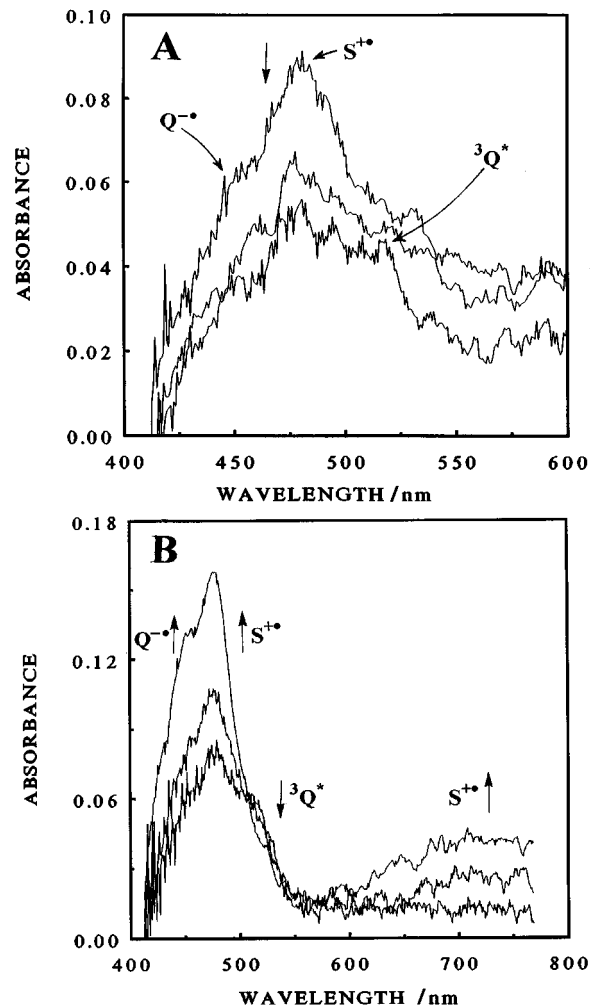 A
0.10
0.08
0.06
0.04
0.02
0.00
ABSORBANCE
Q⁻•
S⁺•
³Q*
400 450 500 550 600
WAVELENGTH /nm
B
0.18
0.12
0.06
0.00
ABSORBANCE
Q⁻•
S⁺•
³Q*
S⁺•
400 500 600 700 800
WAVELENGTH /nm